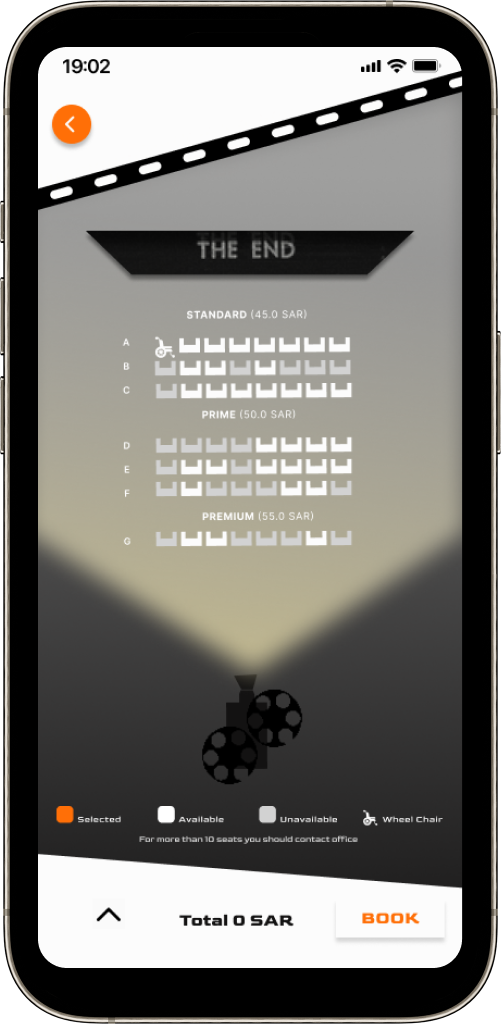 19:02
THE END
STANDARD (45.0 SAR)
A
B
C
PRIME (50.0 SAR)
D
E
F
PREMIUM (55.0 SAR)
G
Selected Available Unavailable Wheel Chair
For more than 10 seats you should contact office
Total 0 SAR BOOK